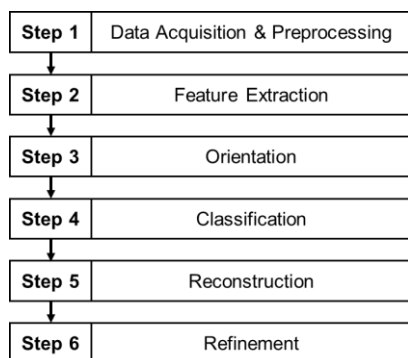 Step 1 Data Acquisition & Preprocessing
Step 2 Feature Extraction
Step 3 Orientation
Step 4 Classification
Step 5 Reconstruction
Step 6 Refinement